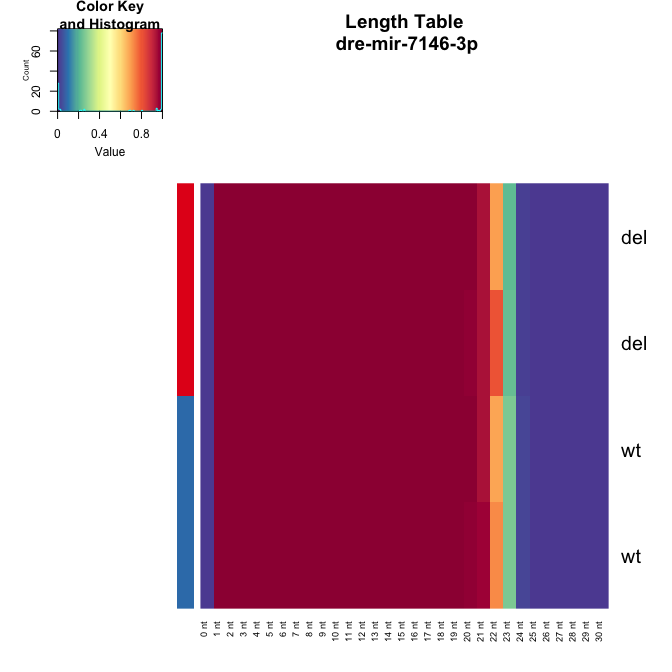 Color Key
and Histogram
Length Table
dre-mir-7146-3p
Count
0 20 60
0 0.4 0.8
Value
del
del
wt
wt
0 nt 1 nt 2 nt 3 nt 4 nt 5 nt 6 nt 7 nt 8 nt 9 nt 10 nt 11 nt 12 nt 13 nt 14 nt 15 nt 16 nt 17 nt 18 nt 19 nt 20 nt 21 nt 22 nt 23 nt 24 nt 25 nt 26 nt 27 nt 28 nt 29 nt 30 nt